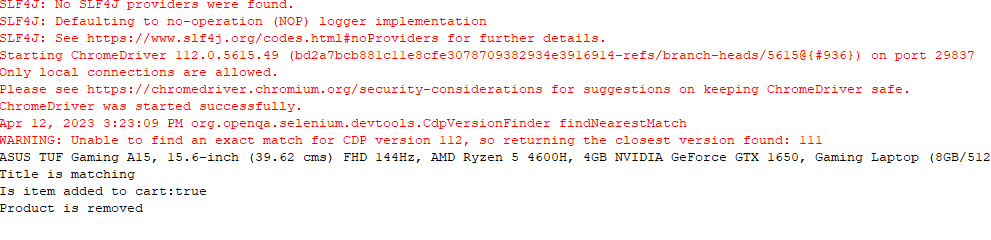 SLF4J: No SLF4J providers were found.
SLF4J: Defaulting to no-operation (NOP) logger implementation
SLF4J: See https://www.slf4j.org/codes.html#noProviders for further details.
Starting ChromeDriver 112.0.5615.49 (bd2a7bcb881c11e8cfe3078709382934e3916914-refs/branch-heads/5615@{#936}) on port 29837
Only local connections are allowed.
Please see https://chromedriver.chromium.org/security-considerations for suggestions on keeping ChromeDriver safe.
ChromeDriver was started successfully.
Apr 12, 2023 3:23:09 PM org.openqa.selenium.devtools.CdpVersionFinder findNearestMatch
WARNING: Unable to find an exact match for CDP version 112, so returning the closest version found: 111
ASUS TUF Gaming A15, 15.6-inch (39.62 cms) FHD 144Hz, AMD Ryzen 5 4600H, 4GB NVIDIA GeForce GTX 1650, Gaming Laptop (8GB/512
Title is matching
Is item added to cart:true
Product is removed